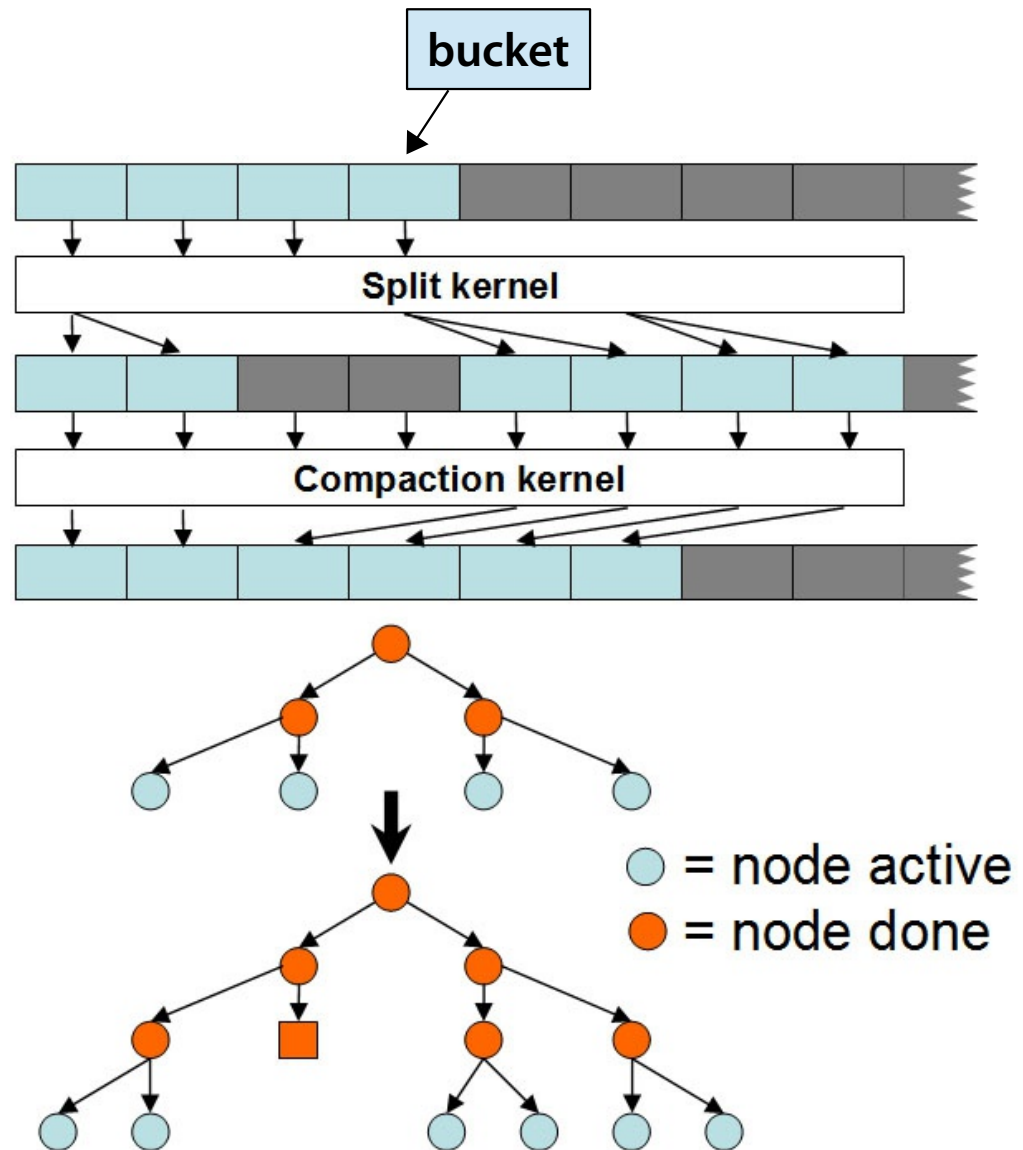 bucket
Split kernel
Compaction kernel
= node active
= node done